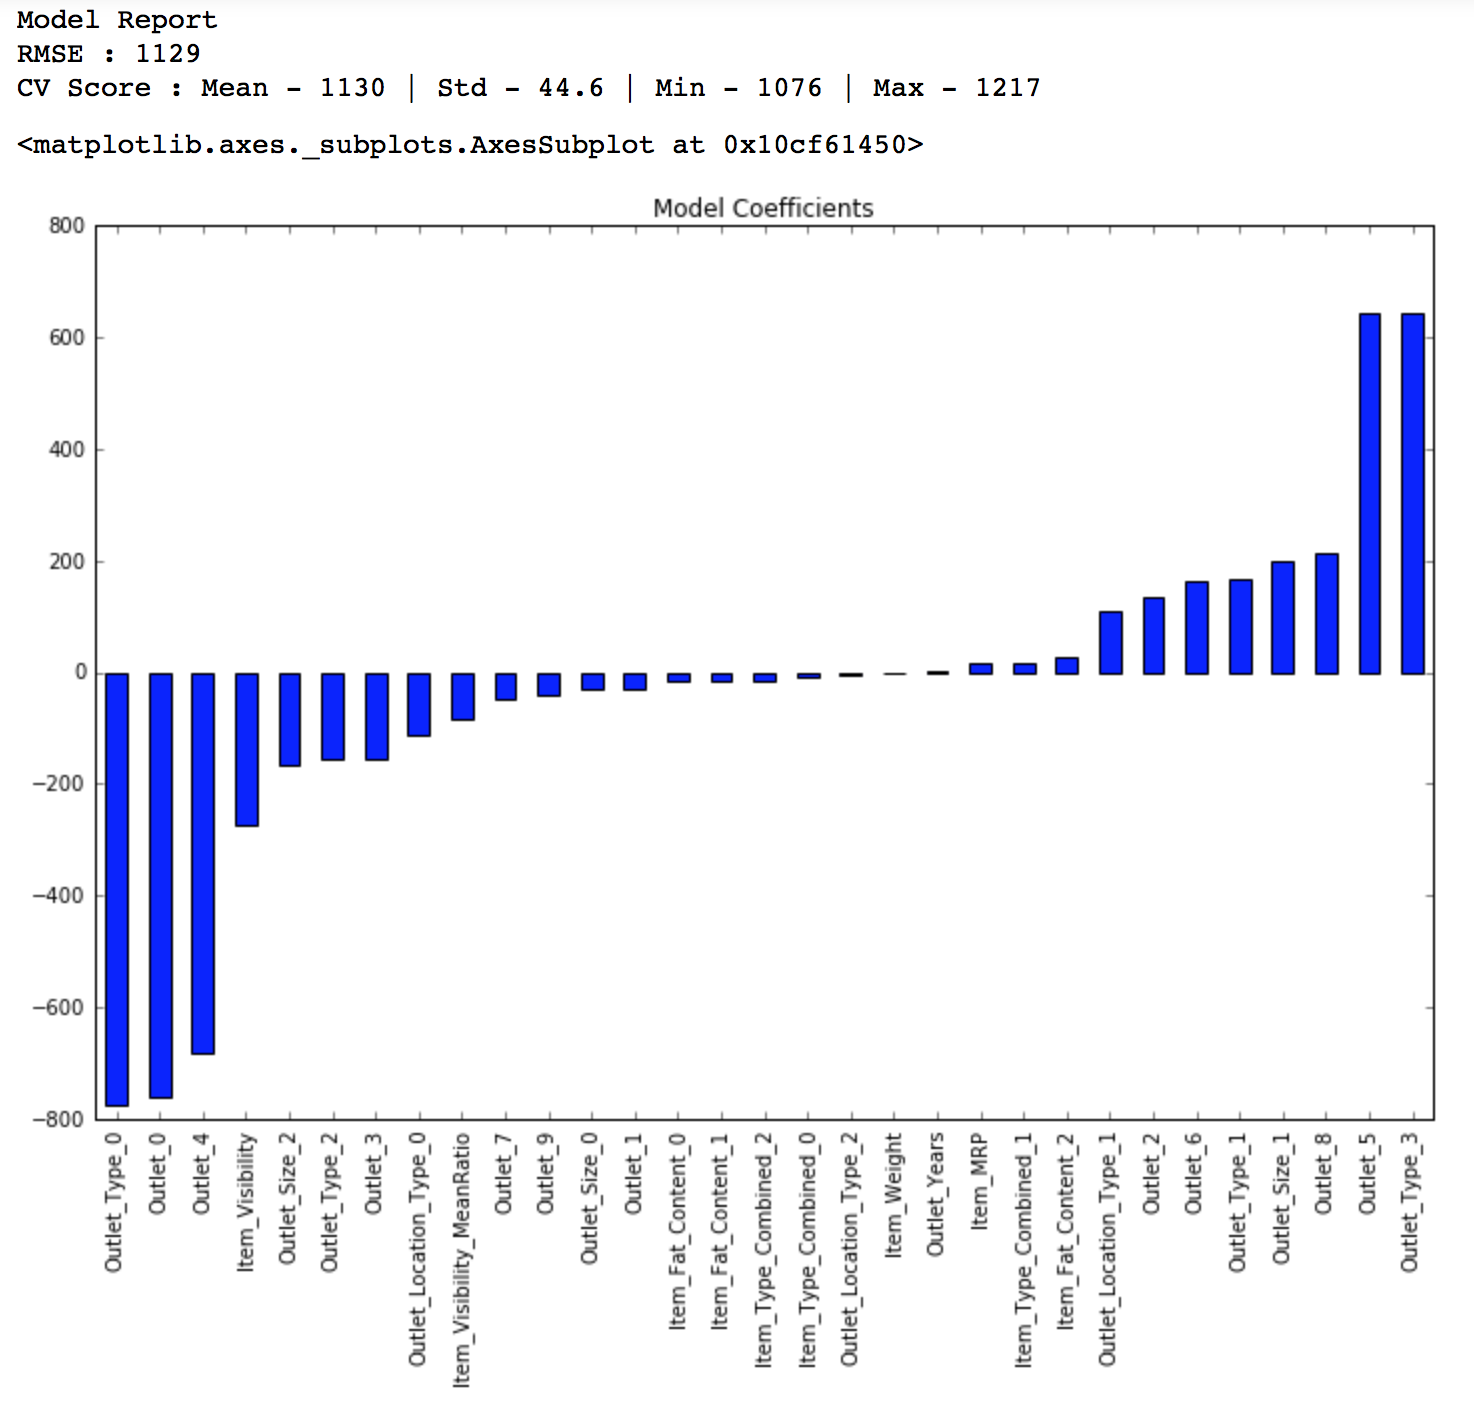 Model Report
RMSE : 1129
CV Score : Mean - 1130 | Std - 44.6 | Min - 1076 | Max - 1217
<matplotlib.axes._subplots.AxesSubplot at 0x10cf61450>
Model Coefficients
800
600
400
200
0
−200
−400
−600
−800
Outlet_Type_0
Outlet_0
Outlet_4
Item_Visibility
Outlet_Size_2
Outlet_Type_2
Outlet_3
Outlet_Location_Type_0
Item_Visibility_MeanRatio
Outlet_7
Outlet_9
Outlet_Size_0
Outlet_1
Item_Fat_Content_0
Item_Fat_Content_1
Item_Type_Combined_2
Item_Type_Combined_0
Outlet_Location_Type_2
Item_Weight
Outlet_Years
Item_MRP
Item_Type_Combined_1
Item_Fat_Content_2
Outlet_Location_Type_1
Outlet_2
Outlet_6
Outlet_Type_1
Outlet_Size_1
Outlet_8
Outlet_5
Outlet_Type_3